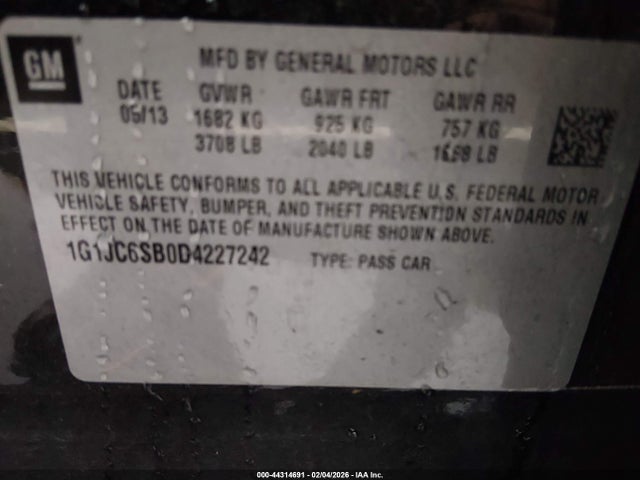 GM
MFD BY GENERAL MOTORS LLC
DATE GVWR GAWR FRT GAWR RR
05/13 1682 KG 925 KG 757 KG
3708 LB 2040 LB 1668 LB
THIS VEHICLE CONFORMS TO ALL APPLICABLE U.S. FEDERAL MOTOR
VEHICLE SAFETY, BUMPER, AND THEFT PREVENTION STANDARDS IN
EFFECT ON THE DATE OF MANUFACTURE SHOWN ABOVE.
1G1JC6SB0D4227242 TYPE: PASS CAR
000-44314691 - 02/04/2026 - IAA Inc.